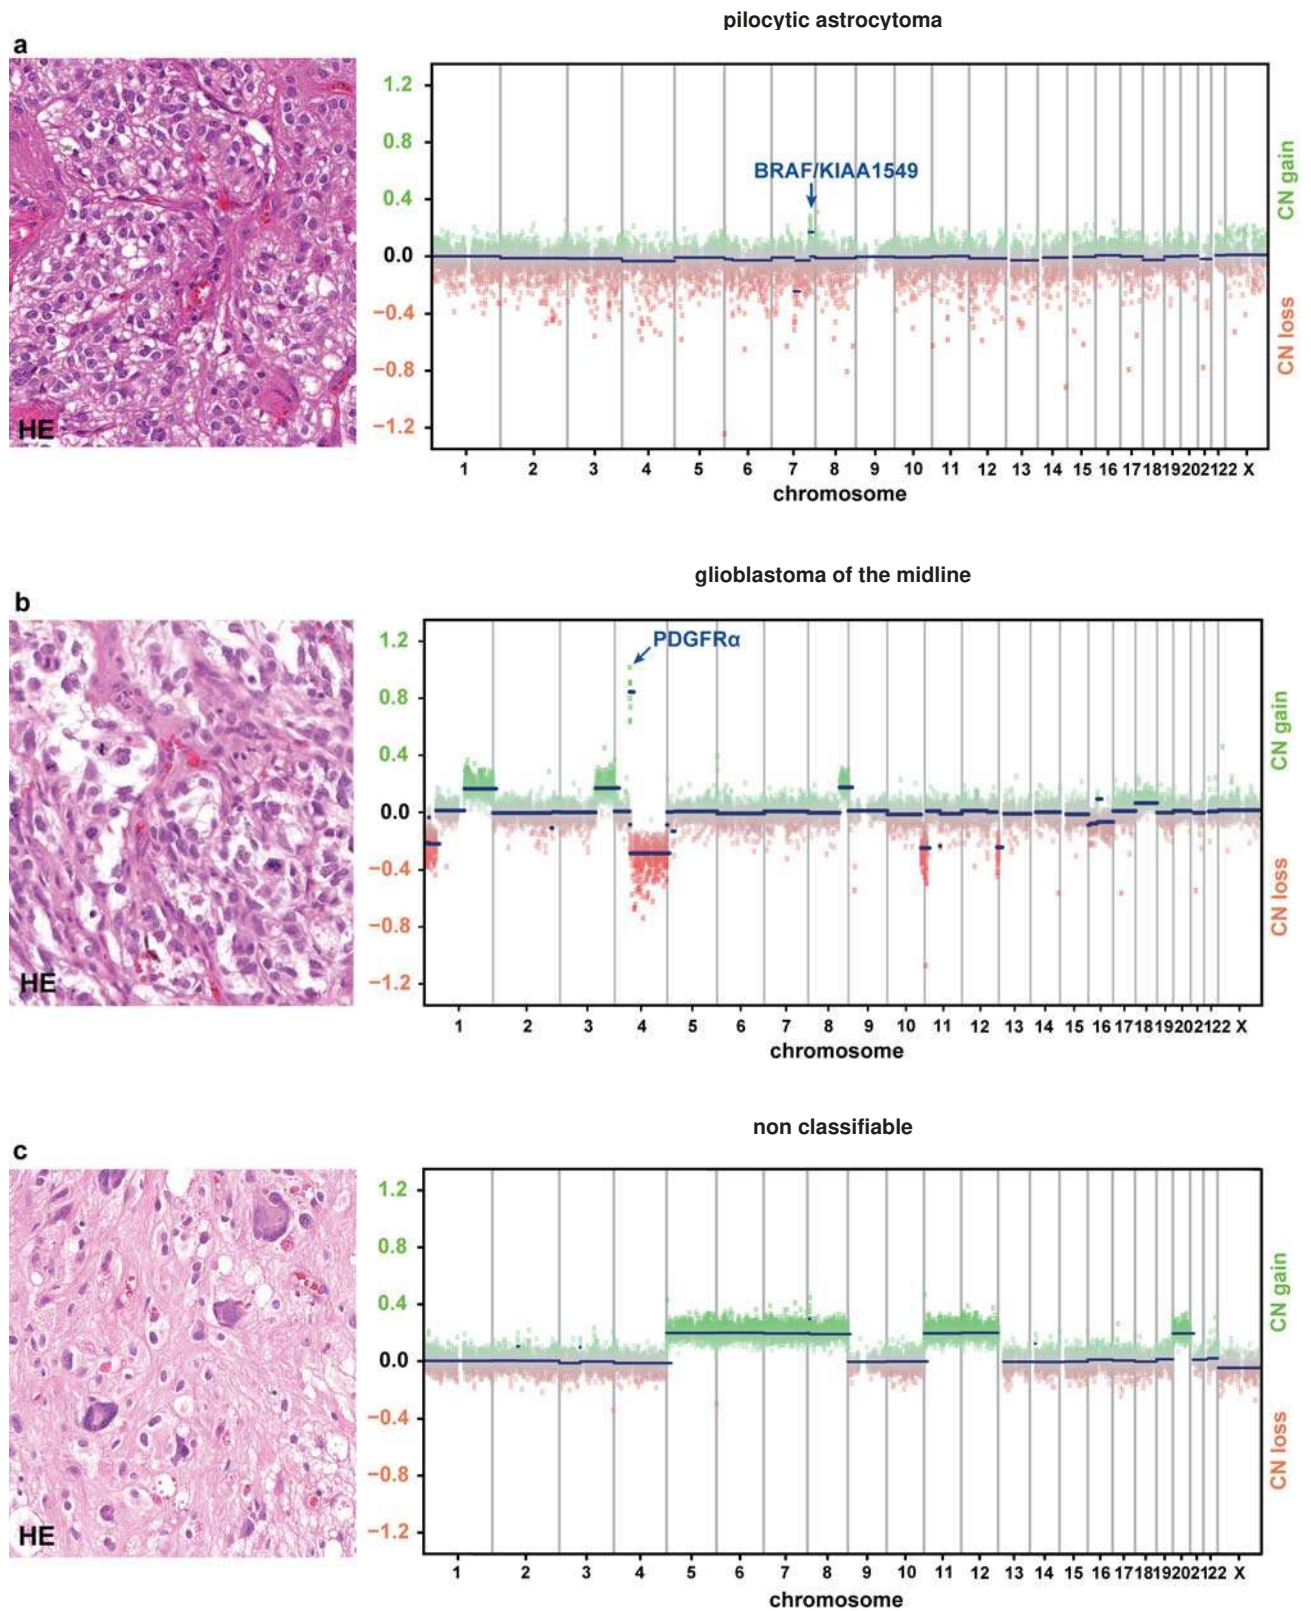 pilocytic astrocytoma
a
1.2
0.8
0.4
0.0
−0.4
−0.8
−1.2
BRAF/KIAA1549
CN gain
CN loss
HE
1 2 3 4 5 6 7 8 9 10 11 12 13 14 15 16 17 18 19 20 21 22 X
chromosome
glioblastoma of the midline
b
1.2
0.8
0.4
0.0
−0.4
−0.8
−1.2
PDGFRα
CN gain
CN loss
HE
1 2 3 4 5 6 7 8 9 10 11 12 13 14 15 16 17 18 19 20 21 22 X
chromosome
non classifiable
c
1.2
0.8
0.4
0.0
−0.4
−0.8
−1.2
CN gain
CN loss
HE
1 2 3 4 5 6 7 8 9 10 11 12 13 14 15 16 17 18 19 20 21 22 X
chromosome